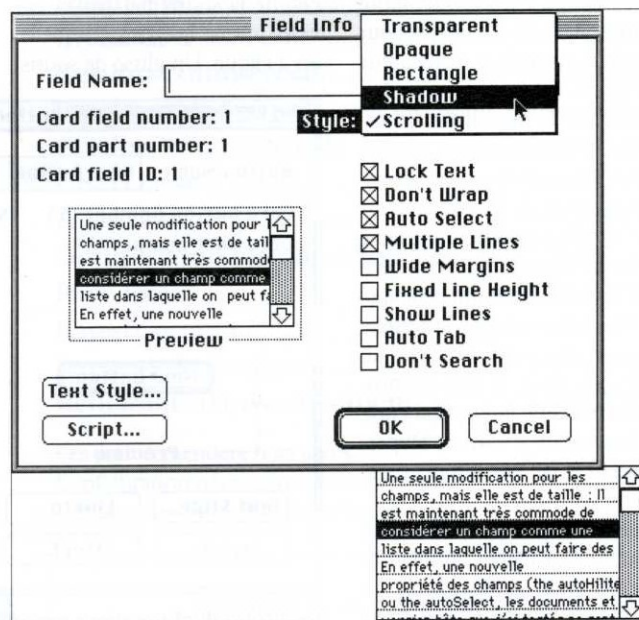 Field Info
Transparent
Opaque
Rectangle
Shadow
Style: ✓Scrolling
Field Name:
Card field number: 1
Card part number: 1
Card field ID: 1
Lock Text
Don't Wrap
Auto Select
Multiple Lines
Wide Margins
Fixed Line Height
Show Lines
Auto Tab
Don't Search
Une seule modification pour
champs, mais elle est de tail
est maintenant très commod
considérer un champ comme
liste dans laquelle on peut f
En effet, une nouvelle
Preview
Text Style...
Script...
OK
Cancel
Une seule modification pour les
champs, mais elle est de taille : Il
est maintenant très commode de
considérer un champ comme une
liste dans laquelle on peut faire des
En effet, une nouvelle
propriété des champs (the autoHilite
ou the autoSelect, les documents et